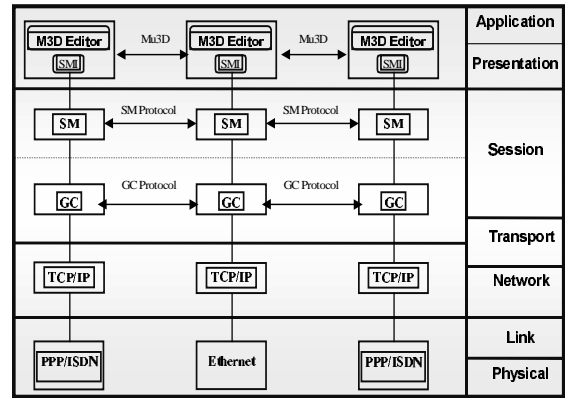 Application
M3D Editor Mu3D M3D Editor Mu3D M3D Editor
SMI SMI SMI
Presentation
SM Protocol SM Protocol
SM SM SM
Session
GC Protocol GC Protocol
GC GC GC
Transport
TCP/IP TCP/IP TCP/IP
Network
Link
PPP/ISDN Ethernet PPP/ISDN
Physical